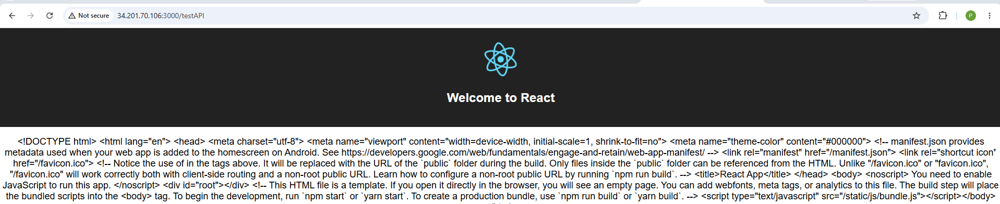 Not secure 34.201.70.106:3000/testAPI
P
Welcome to React
<!DOCTYPE html> <html lang="en"> <head> <meta charset="utf-8"> <meta name="viewport" content="width=device-width, initial-scale=1, shrink-to-fit=no"> <meta name="theme-color" content="#000000"> <!-- manifest.json provides
metadata used when your web app is added to the homescreen on Android. See https://developers.google.com/web/fundamentals/engage-and-retain/web-app-manifest/ --> <link rel="manifest" href="/manifest.json"> <link rel="shortcut icon"
href="/favicon.ico"> <!-- Notice the use of in the tags above. It will be replaced with the URL of the `public` folder during the build. Only files inside the `public` folder can be referenced from the HTML. Unlike "/favicon.ico" or "favicon.ico",
"/favicon.ico" will work correctly both with client-side routing and a non-root public URL. Learn how to configure a non-root public URL by running `npm run build`. --> <title>React App</title> </head> <body> <noscript> You need to enable
JavaScript to run this app. </noscript> <div id="root"></div> <!-- This HTML file is a template. If you open it directly in the browser, you will see an empty page. You can add webfonts, meta tags, or analytics to this file. The build step will place
the bundled scripts into the <body> tag. To begin the development, run `npm start` or `yarn start`. To create a production bundle, use `npm run build` or `yarn build`. --> <script type="text/javascript" src="/static/js/bundle.js"></script></body>